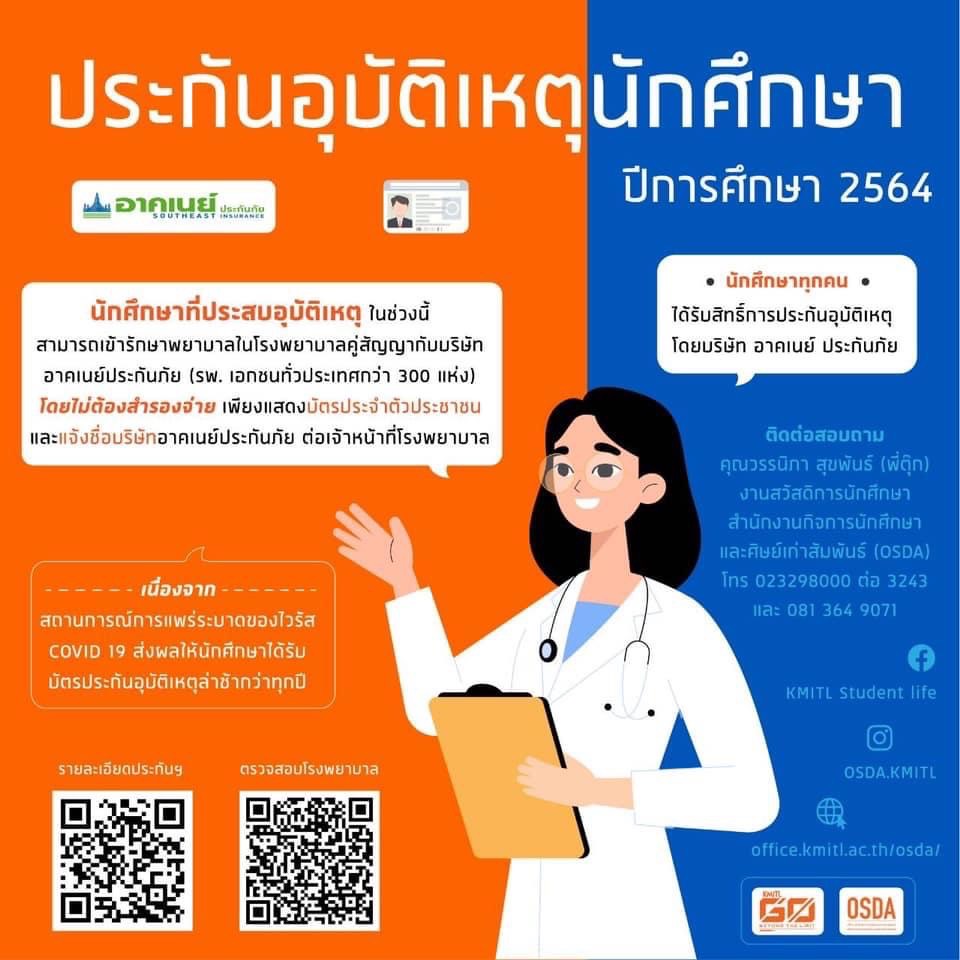 ประกันอุบัติเหตุนักศึกษา
ปีการศึกษา 2564
อาคเนย์ ประกันภัย
SOUTHEAST INSURANCE
• นักศึกษาทุกคน •
ได้รับสิทธิ์การประกันอุบัติเหตุ
โดยบริษัท อาคเนย์ ประกันภัย
นักศึกษาที่ประสบอุบัติเหตุ ในช่วงนี้
สามารถเข้ารักษาพยาบาลในโรงพยาบาลคู่สัญญากับบริษัท
อาคเนย์ประกันภัย (รพ. เอกชนทั่วประเทศกว่า 300 แห่ง)
โดยไม่ต้องสำรองจ่าย เพียงแสดงบัตรประจำตัวประชาชน
และแจ้งชื่อบริษัทอาคเนย์ประกันภัย ต่อเจ้าหน้าที่โรงพยาบาล
ติดต่อสอบถาม
คุณวรรนิภา สุขพันธ์ (พี่ตุ๊ก)
งานสวัสดิการนักศึกษา
สำนักงานกิจการนักศึกษา
และศิษย์เก่าสัมพันธ์ (OSDA)
โทร 023298000 ต่อ 3243
และ 081 364 9071
------ เนื่องจาก ------
สถานการณ์การแพร่ระบาดของไวรัส
COVID 19 ส่งผลให้นักศึกษาได้รับ
บัตรประกันอุบัติเหตุล่าช้ากว่าทุกปี
KMITL Student life
OSDA.KMITL
office.kmitl.ac.th/osda/
รายละเอียดประกันฯ
ตรวจสอบโรงพยาบาล
KMITL
GO
BEYOND THE LIMIT
OSDA